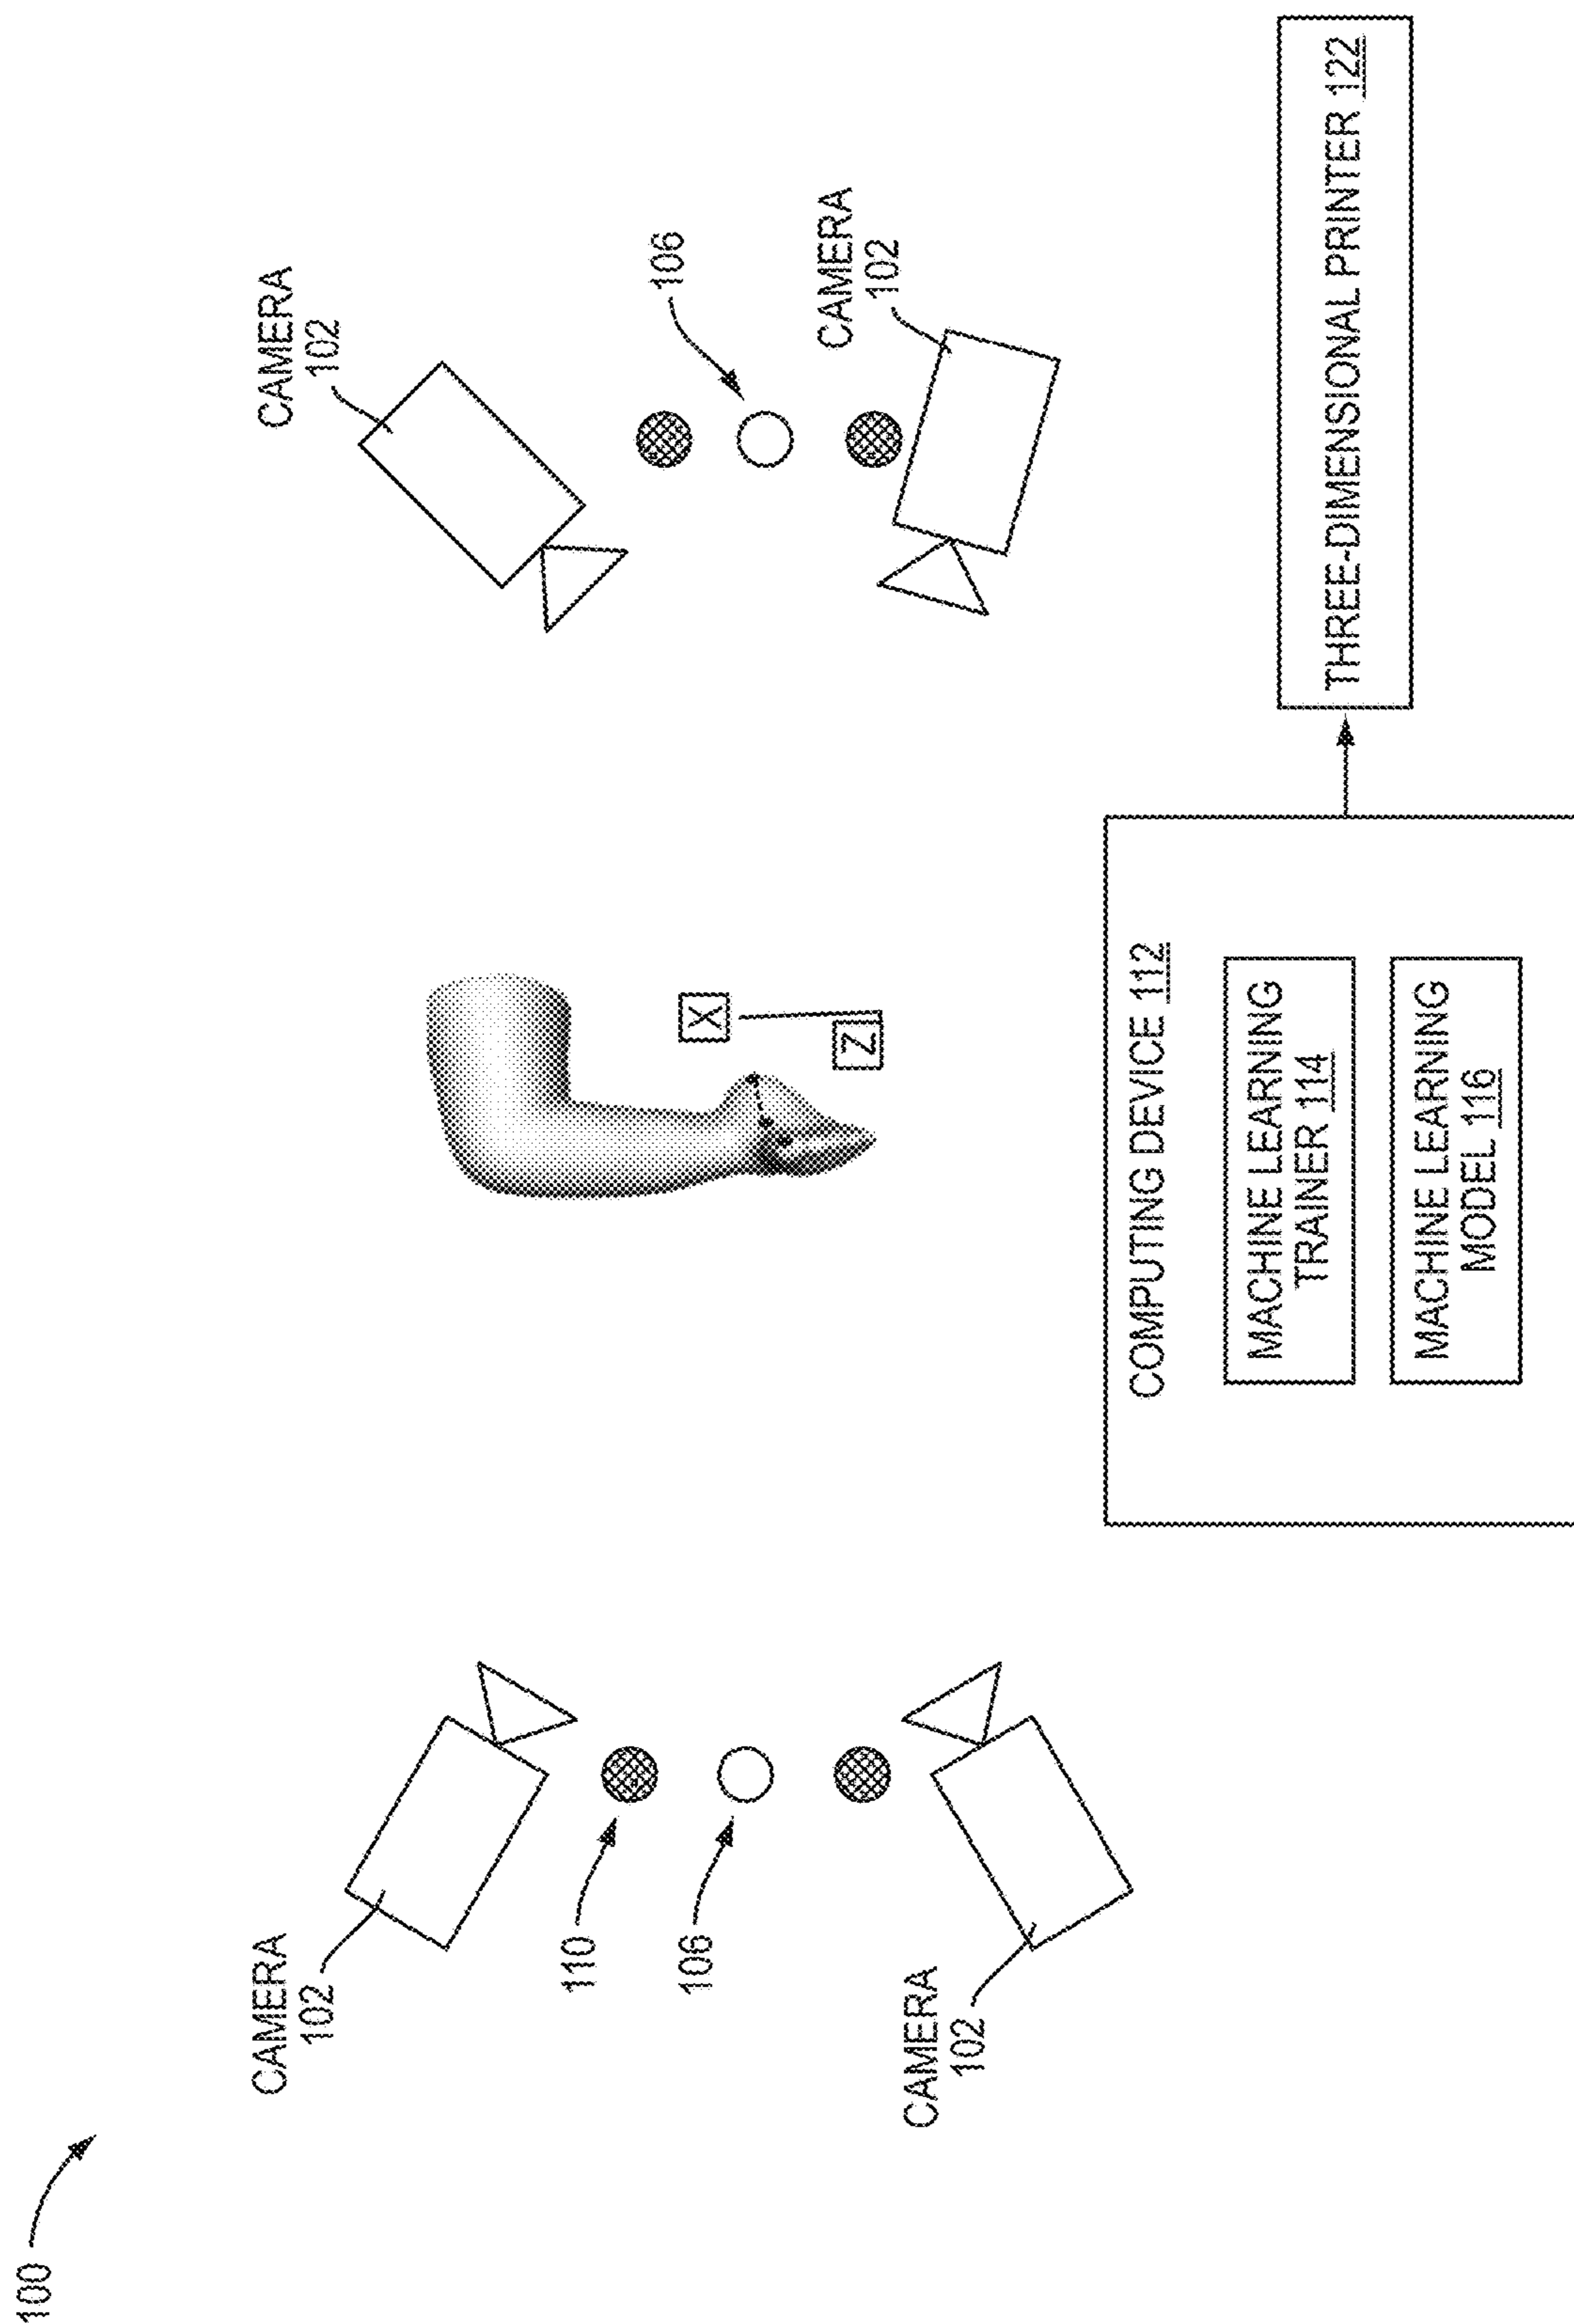 100
CAMERA
102
CAMERA
102
110
106
106
X
Z
CAMERA
102
CAMERA
102
COMPUTING DEVICE 112
MACHINE LEARNING
TRAINER 114
MACHINE LEARNING
MODEL 116
THREE-DIMENSIONAL PRINTER 122